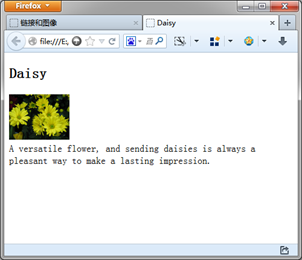 Firefox
链接和图像
Daisy
file:///E:
Daisy
A versatile flower, and sending daisies is always a
pleasant way to make a lasting impression.